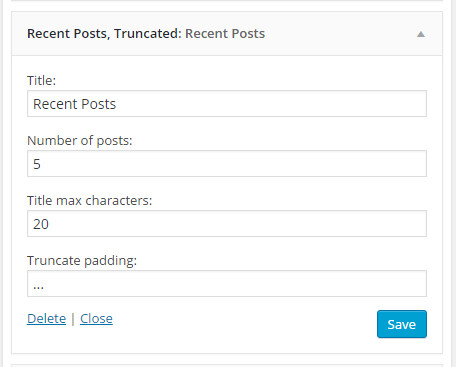 Recent Posts, Truncated: Recent Posts
Title:
Recent Posts
Number of posts:
5
Title max characters:
20
Truncate padding:
...
Delete | Close
Save